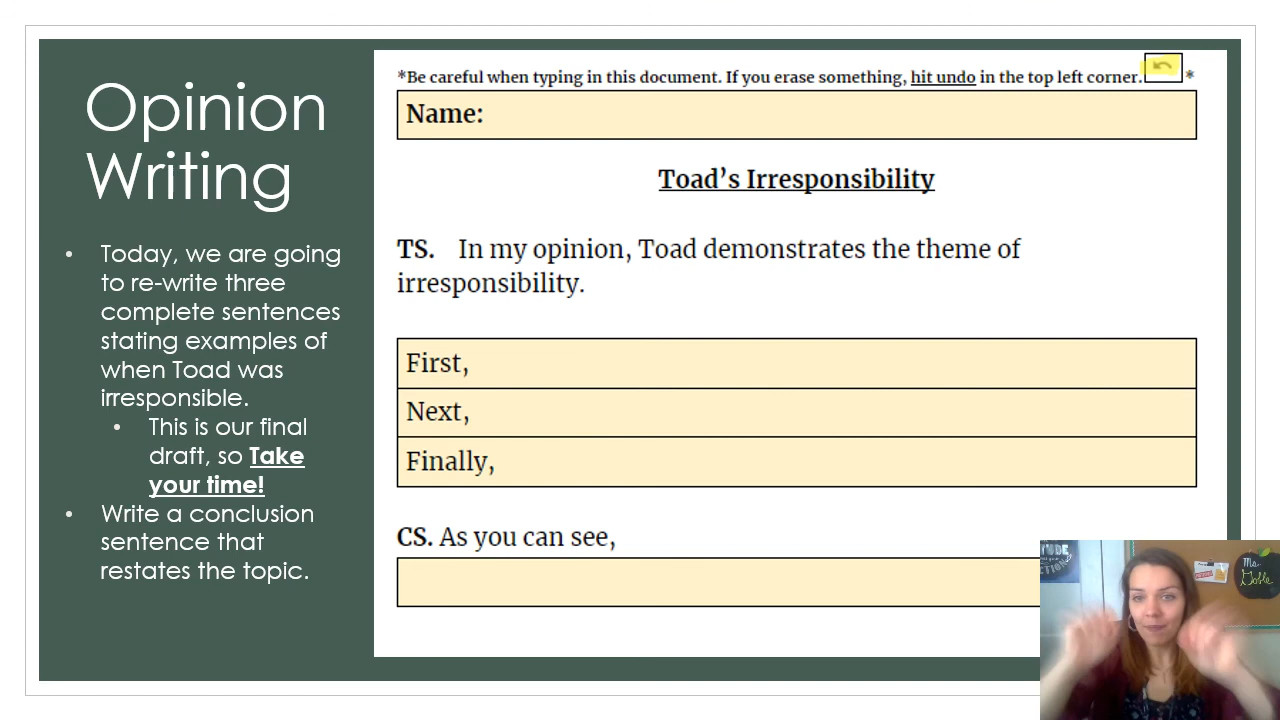 Opinion
Writing
• Today, we are going
to re-write three
complete sentences
stating examples of
when Toad was
irresponsible.
• This is our final
draft, so Take
your time!
• Write a conclusion
sentence that
restates the topic.
*Be careful when typing in this document. If you erase something, hit undo in the top left corner. *
Name:
Toad’s Irresponsibility
TS. In my opinion, Toad demonstrates the theme of
irresponsibility.
First,
Next,
Finally,
CS. As you can see,
Ms.
Goble